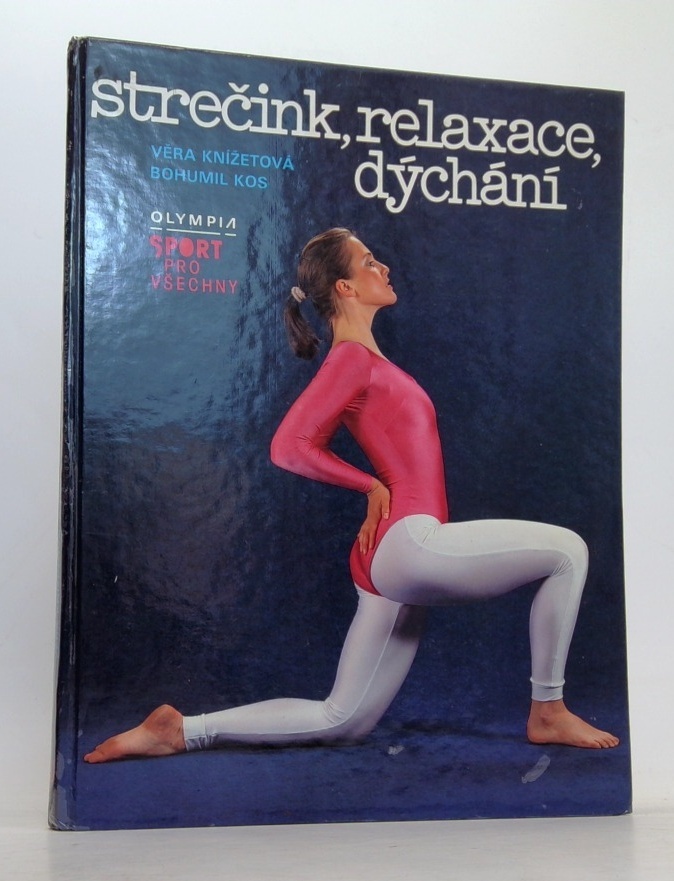 strečink, relaxace,
dýchání
VĚRA KNÍŽETOVÁ
BOHUMIL KOS
OLYMPIA
SPORT
PRO
VŠECHNY